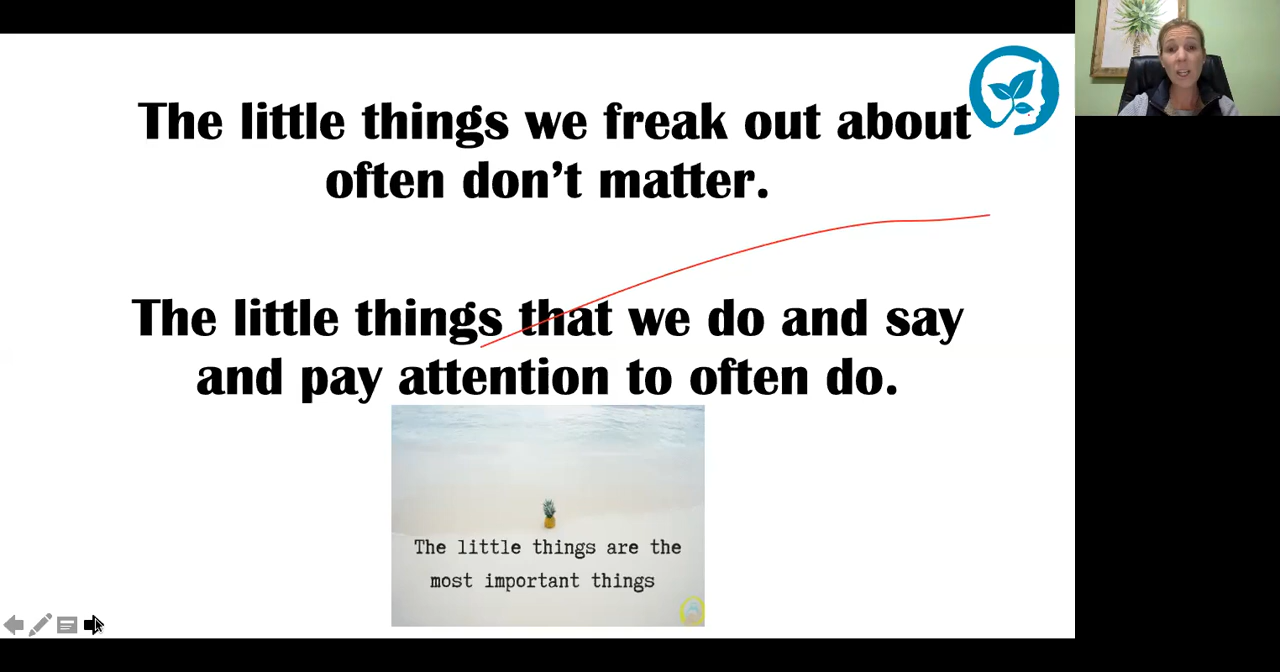 The little things we freak out about
often don’t matter.
The little things that we do and say
and pay attention to often do.
The little things are the
most important things